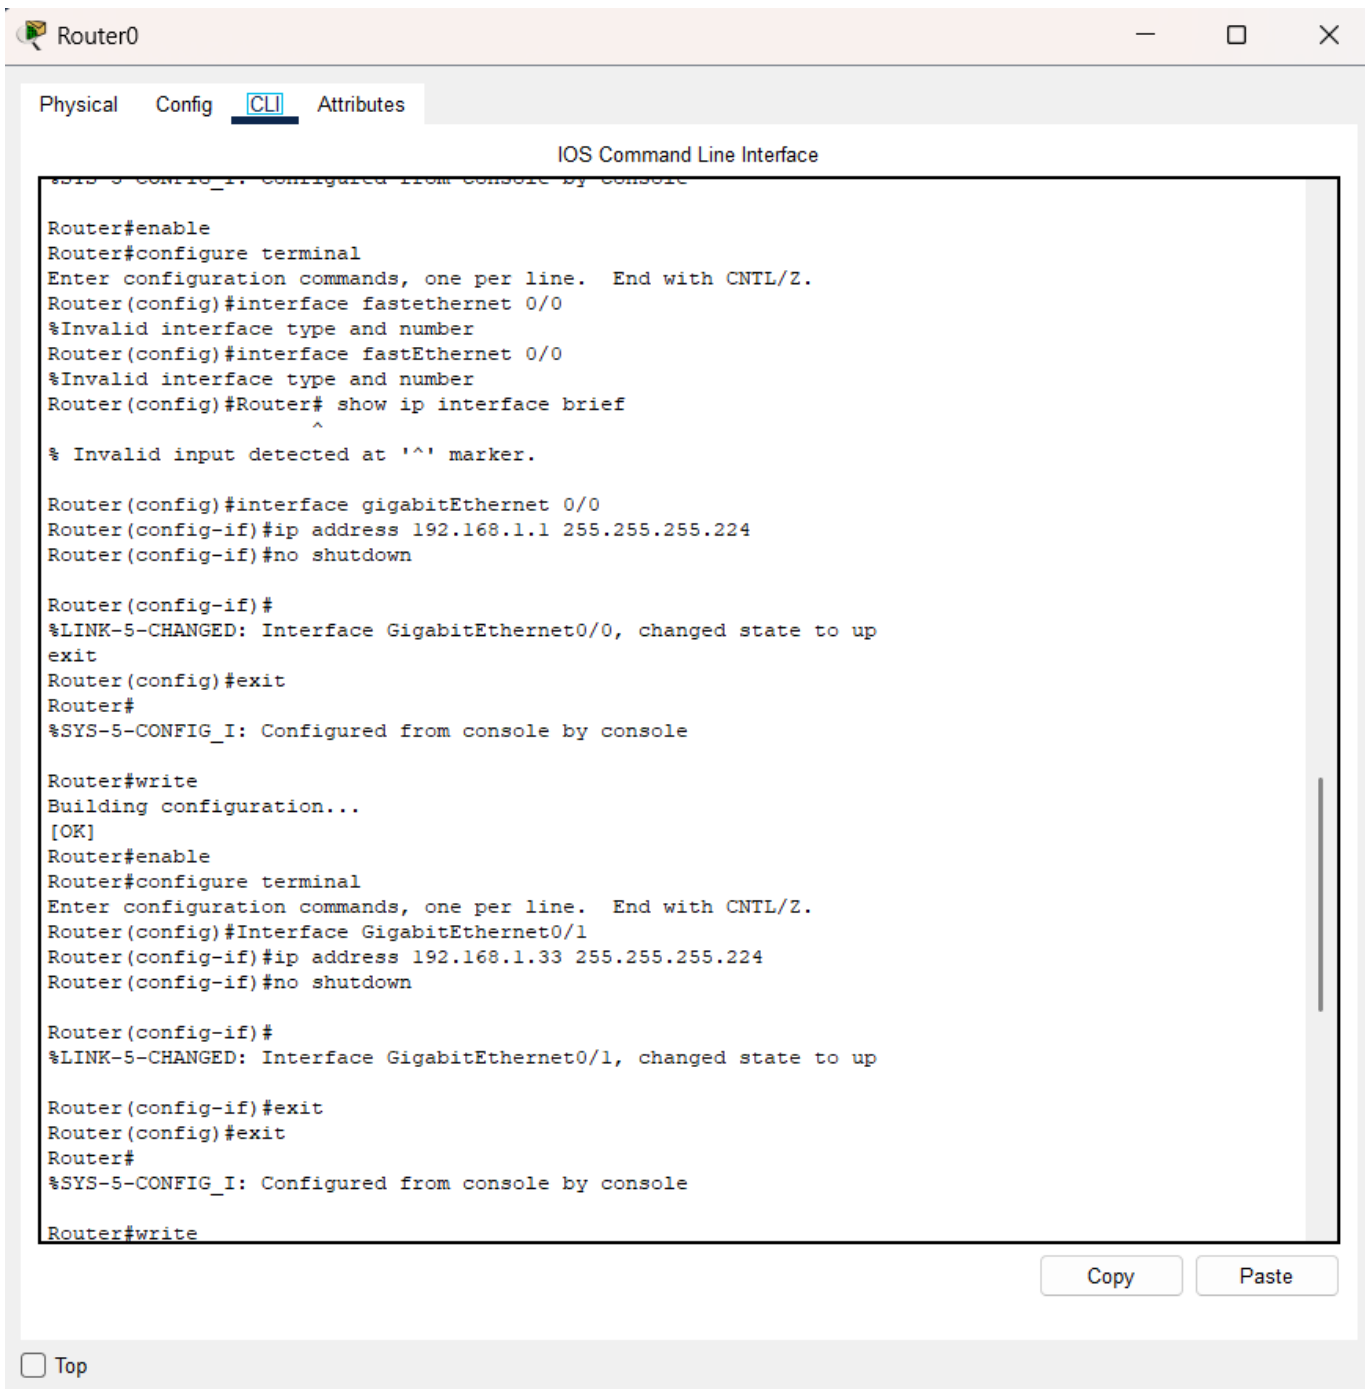 Router0
Physical Config CLI Attributes
IOS Command Line Interface
%SYS-5-CONFIG_I: Configured from console by console
Router#enable
Router#configure terminal
Enter configuration commands, one per line.  End with CNTL/Z.
Router(config)#interface fastethernet 0/0
%Invalid interface type and number
Router(config)#interface fastEthernet 0/0
%Invalid interface type and number
Router(config)#Router# show ip interface brief
^
% Invalid input detected at '^' marker.
Router(config)#interface gigabitEthernet 0/0
Router(config-if)#ip address 192.168.1.1 255.255.255.224
Router(config-if)#no shutdown
Router(config-if)#
%LINK-5-CHANGED: Interface GigabitEthernet0/0, changed state to up
exit
Router(config)#exit
Router#
%SYS-5-CONFIG_I: Configured from console by console
Router#write
Building configuration...
[OK]
Router#enable
Router#configure terminal
Enter configuration commands, one per line.  End with CNTL/Z.
Router(config)#Interface GigabitEthernet0/1
Router(config-if)#ip address 192.168.1.33 255.255.255.224
Router(config-if)#no shutdown
Router(config-if)#
%LINK-5-CHANGED: Interface GigabitEthernet0/1, changed state to up
Router(config-if)#exit
Router(config)#exit
Router#
%SYS-5-CONFIG_I: Configured from console by console
Router#write
Copy Paste
Top